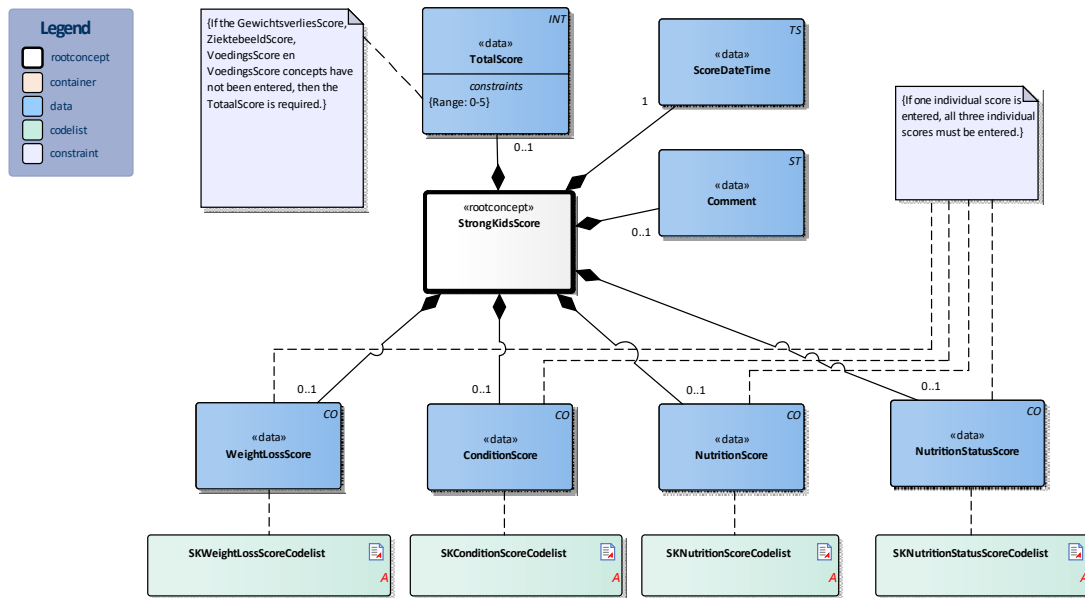 Legend
rootconcept
container
data
codelist
constraint
{If the GewichtsverliesScore,
ZiektebeeldScore,
VoedingsScore en
VoedingsScore concepts have
not been entered, then the
TotaalScore is required.}
INT
«data»
TotalScore
constraints
{Range: 0-5}
0..1
TS
«data»
ScoreDateTime
1
ST
«data»
Comment
0..1
{If one individual score is
entered, all three individual
scores must be entered.}
«rootconcept»
StrongKidsScore
0..1
0..1
0..1
0..1
CO
«data»
WeightLossScore
CO
«data»
ConditionScore
CO
«data»
NutritionScore
CO
«data»
NutritionStatusScore
SKWeightLossScoreCodelist
A
SKConditionScoreCodelist
A
SKNutritionScoreCodelist
A
SKNutritionStatusScoreCodelist
A